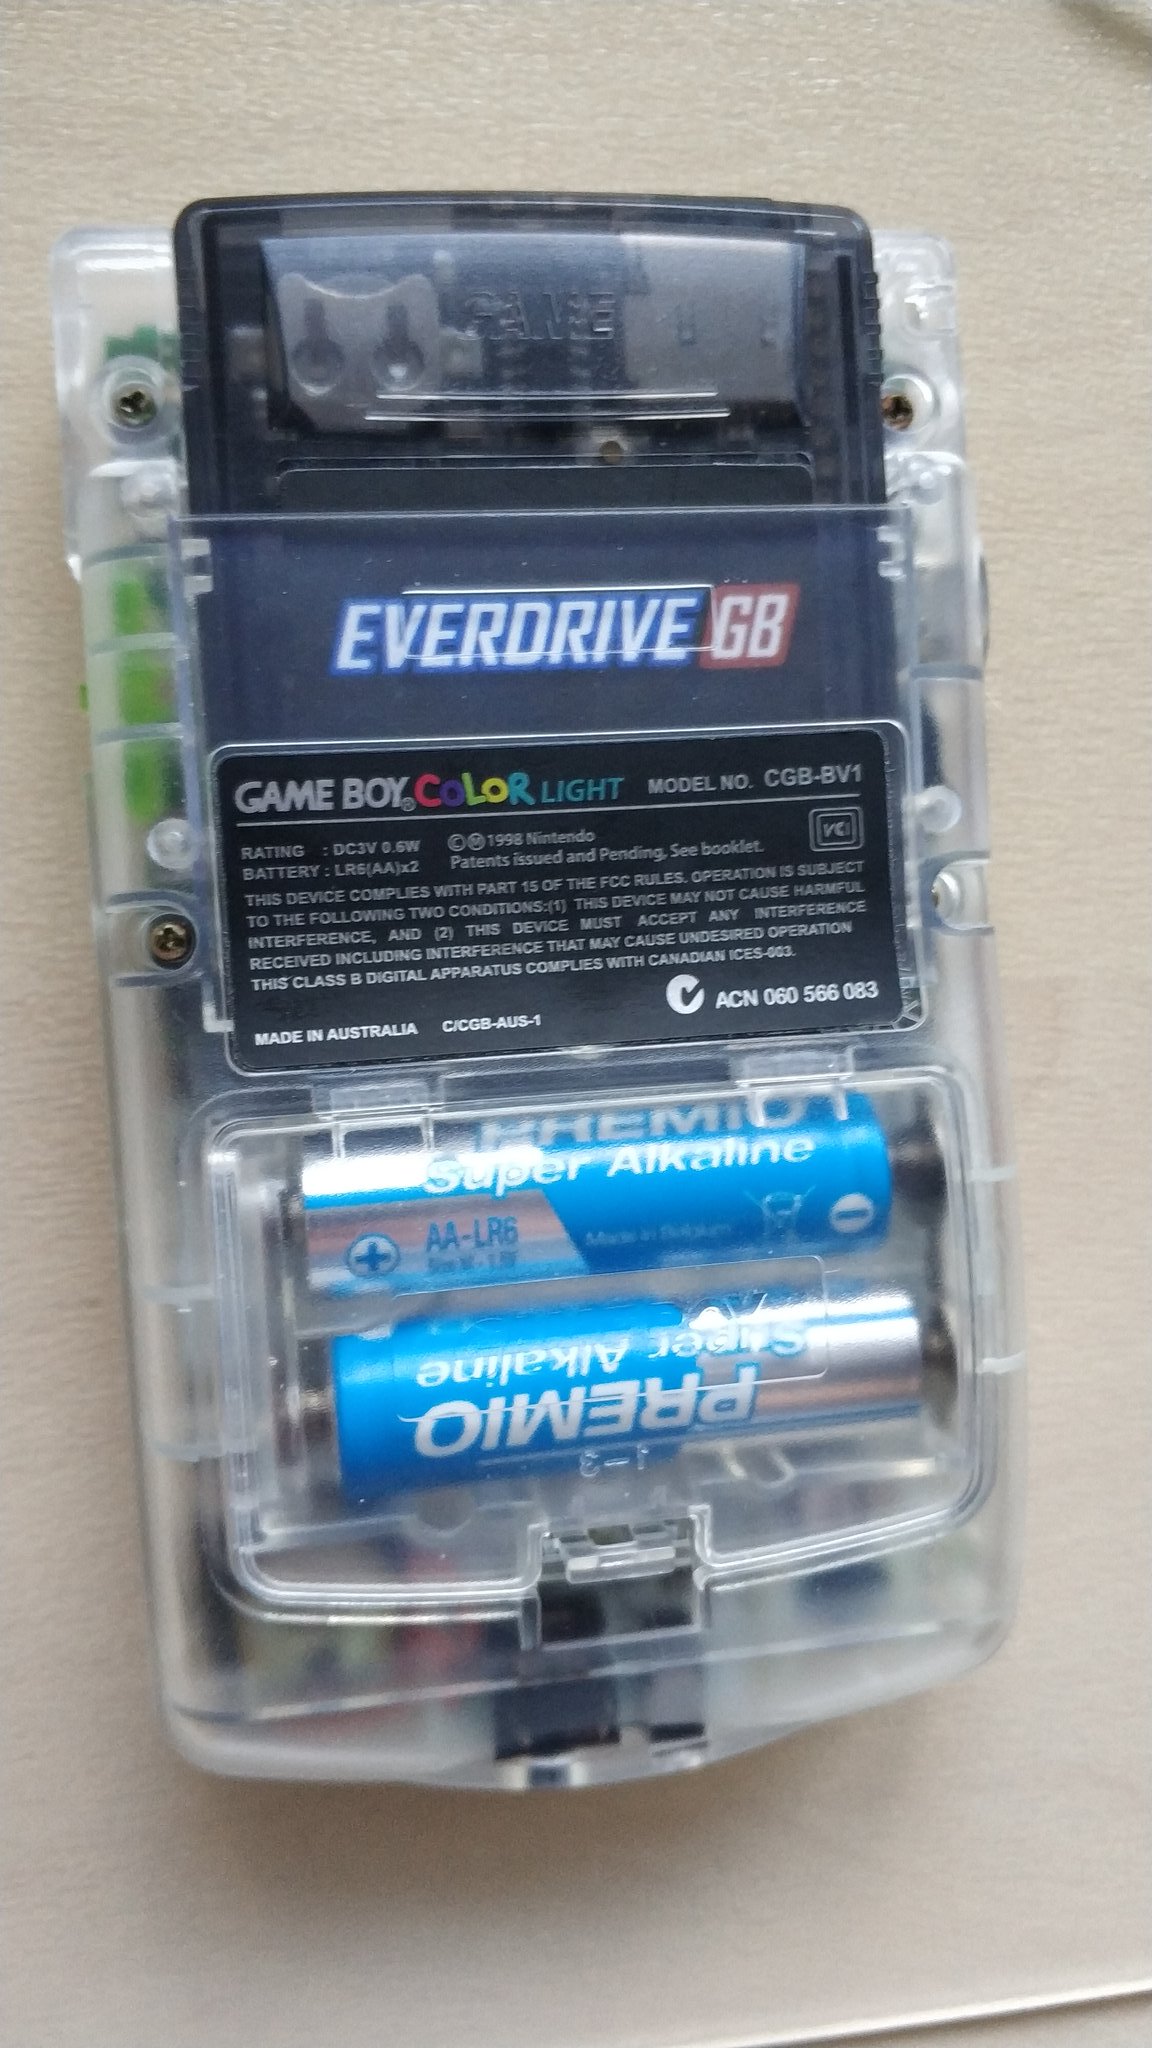 GAME
EVERDRIVE GB
GAME BOY® COLOR LIGHT MODEL NO. CGB-BV1
RATING : DC3V 0.6W
BATTERY : LR6(AA)x2
©Ⓜ1998 Nintendo
Patents issued and Pending, See booklet.
VCI
THIS DEVICE COMPLIES WITH PART 15 OF THE FCC RULES. OPERATION IS SUBJECT
TO THE FOLLOWING TWO CONDITIONS:(1) THIS DEVICE MAY NOT CAUSE HARMFUL
INTERFERENCE, AND (2) THIS DEVICE MUST ACCEPT ANY INTERFERENCE
RECEIVED INCLUDING INTERFERENCE THAT MAY CAUSE UNDESIRED OPERATION
THIS CLASS B DIGITAL APPARATUS COMPLIES WITH CANADIAN ICES-003.
ACN 060 566 083
MADE IN AUSTRALIA C/CGB-AUS-1
PREMIO
Super Alkaline
+ AA-LR6
Made in Belgium
Super Alkaline
PREMIO
1-3